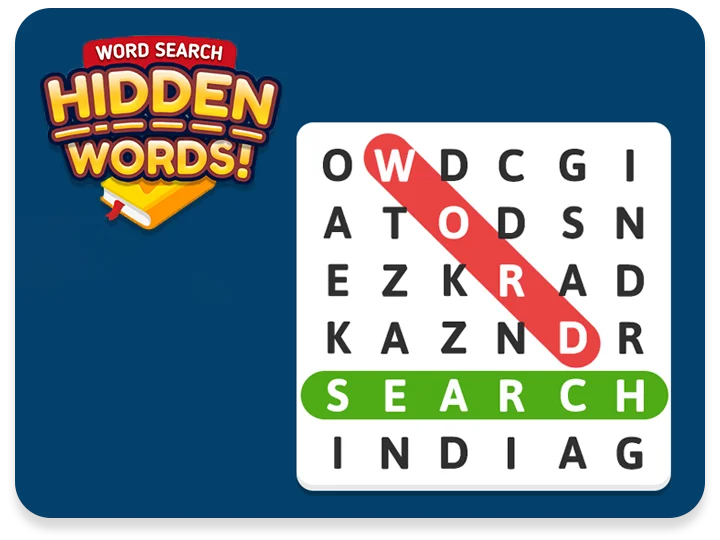 WORD SEARCH
HIDDEN
WORDS!
O W D C G I
A T O D S N
E Z K R A D
K A Z N D R
S E A R C H
I N D I A G